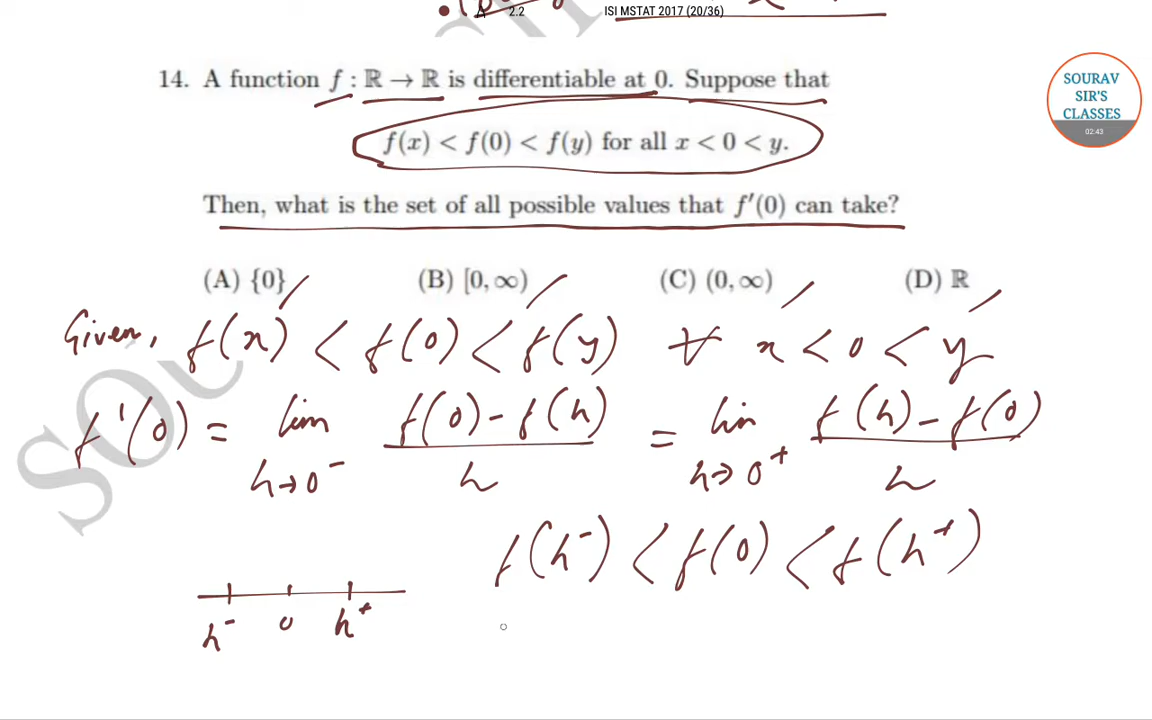 2.2 ISI MSTAT 2017 (20/36)
SOURAV
SIR'S
CLASSES
02:43
14. A function f : ℝ → ℝ is differentiable at 0. Suppose that
f(x) < f(0) < f(y) for all x < 0 < y.
Then, what is the set of all possible values that f′(0) can take?
(A) {0} (B) [0, ∞) (C) (0, ∞) (D) ℝ
Given, f(x) < f(0) < f(y) ∀ x < 0 < y
f'(0) = lim h→0⁻ f(0) - f(h) / h = lim h→0⁺ f(h) - f(0) / h
f(h⁻) < f(0) < f(h⁺)
h⁻ 0 h⁺